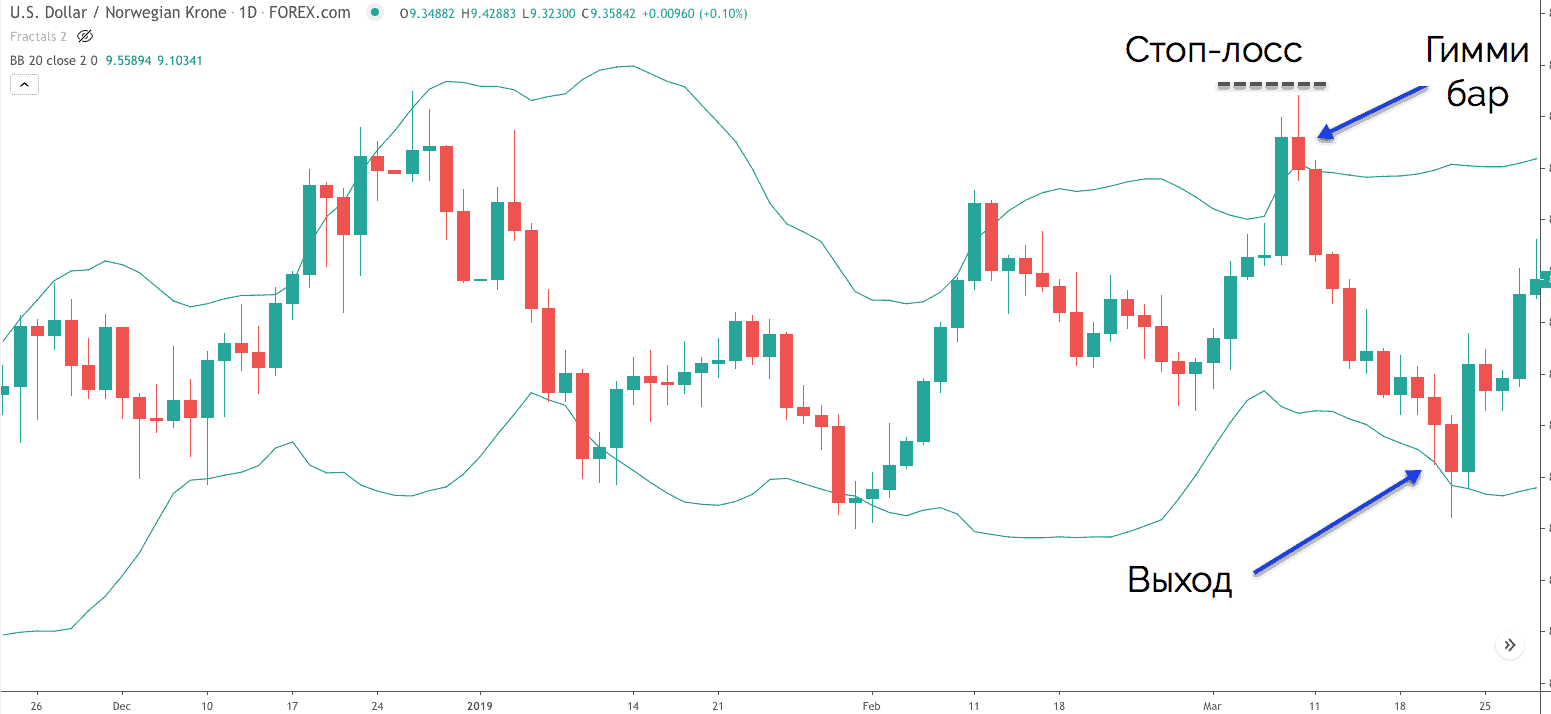 U.S. Dollar / Norwegian Krone · 1D · FOREX.com O9.34882 H9.42883 L9.32300 C9.35842 +0.00960 (+0.10%)
Fractals 2
BB 20 close 2 0 9.55894 9.10341
Стоп-лосс
Гимми
бар
Выход
26 Dec 10 17 24 2019 14 21 Feb 11 18 Mar 11 18 25